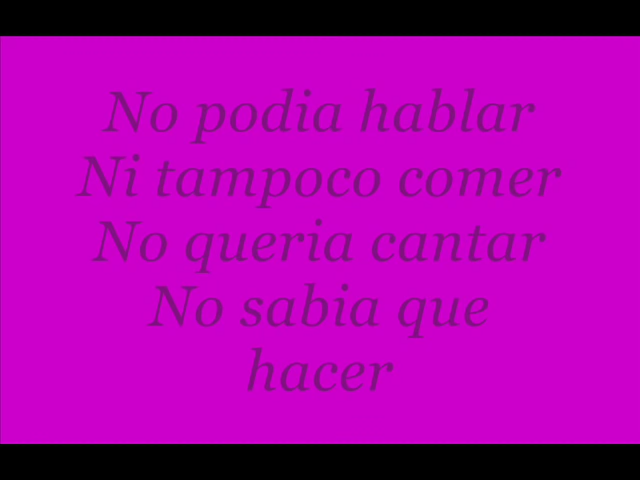 No podia hablar
Ni tampoco comer
No queria cantar
No sabia que
hacer